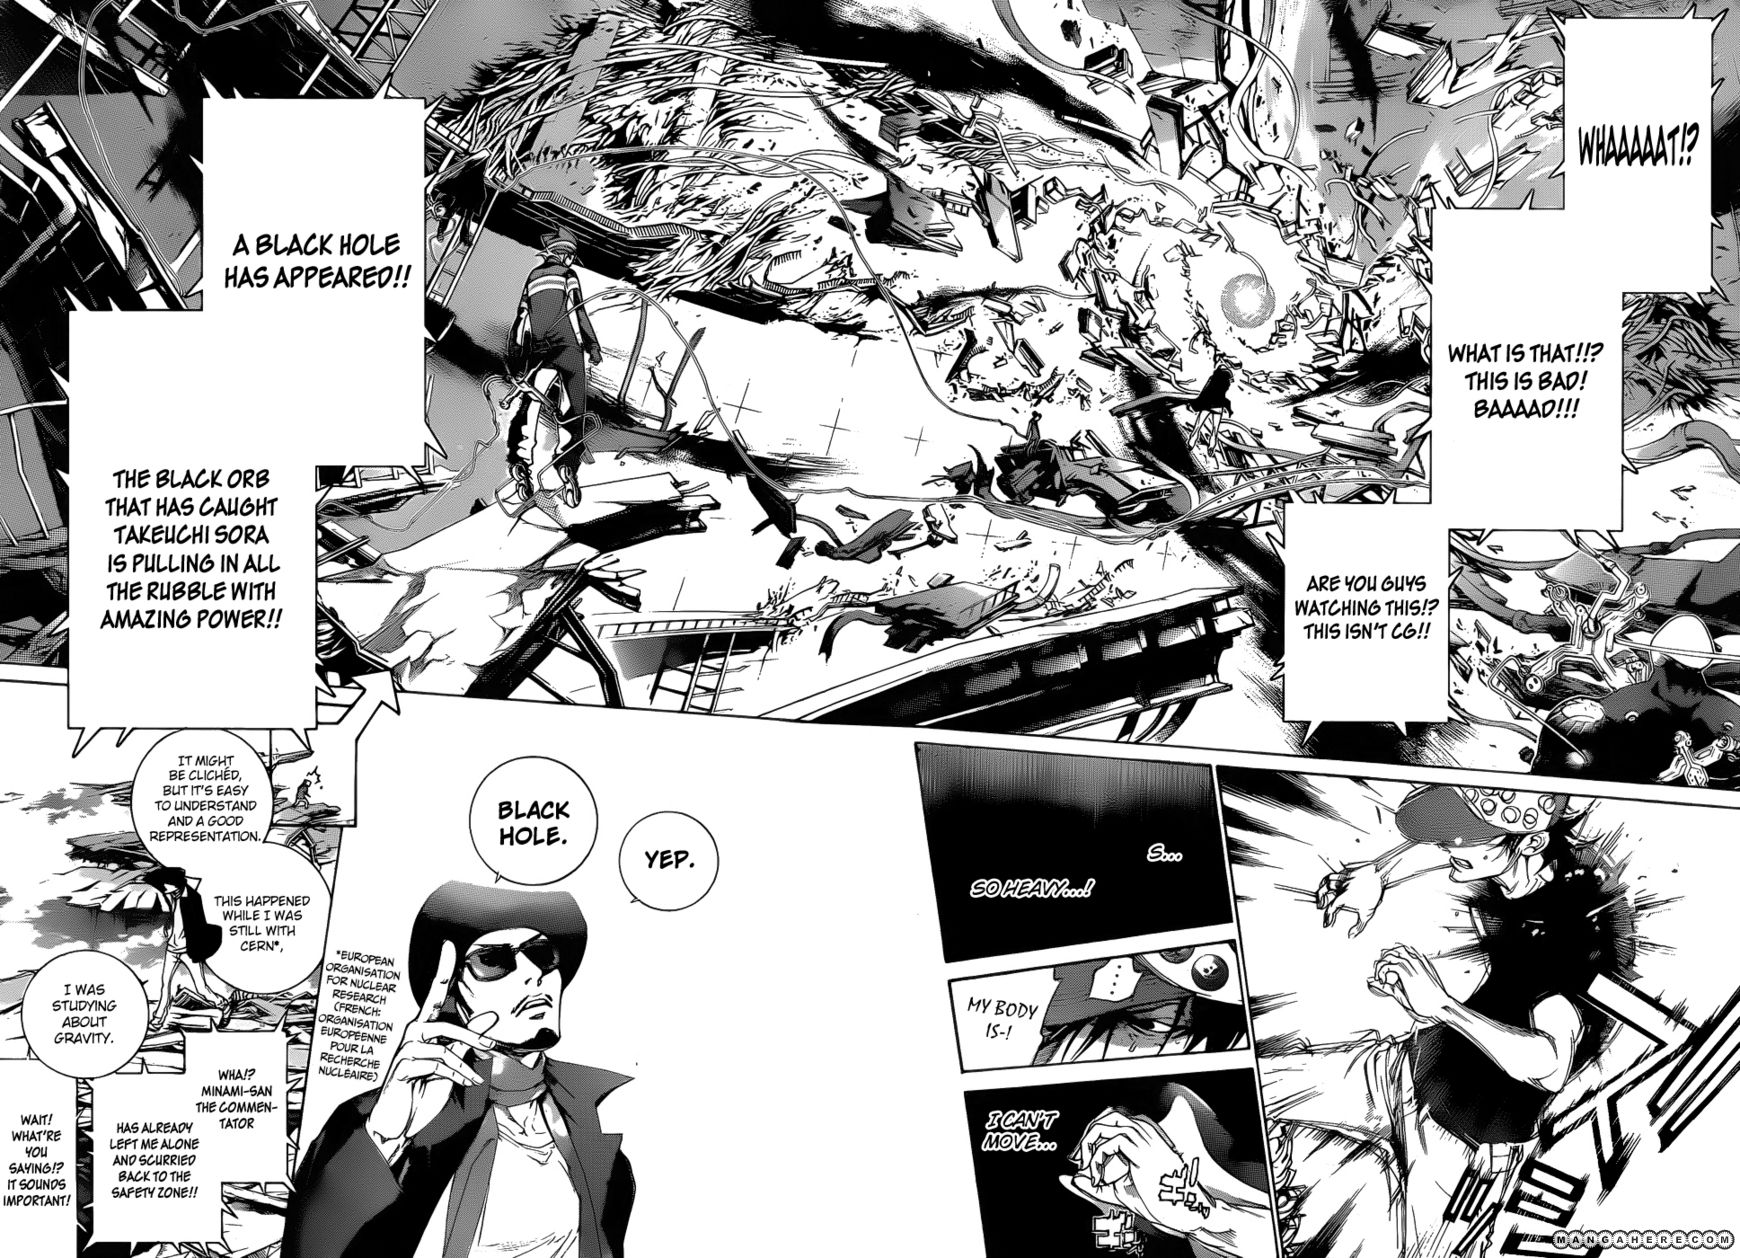 WHAAAAAT!?
WHAT IS THAT!!?
THIS IS BAD!
BAAAAD!!!
ARE YOU GUYS
WATCHING THIS!?
THIS ISN'T CG!!
A BLACK HOLE
HAS APPEARED!!
THE BLACK ORB
THAT HAS CAUGHT
TAKEUCHI SORA
IS PULLING IN ALL
THE RUBBLE WITH
AMAZING POWER!!
S...
SO HEAVY...!
MY BODY
IS-!
I CAN'T
MOVE...
YEP.
BLACK
HOLE.
IT MIGHT
BE CLICHÉD,
BUT IT'S EASY
TO UNDERSTAND
AND A GOOD
REPRESENTATION.
THIS HAPPENED
WHILE I WAS
STILL WITH
CERN*,
*EUROPEAN
ORGANISATION
FOR NUCLEAR
RESEARCH
(FRENCH:
ORGANISATION
EUROPÉENNE
POUR LA
RECHERCHE
NUCLÉAIRE)
I WAS
STUDYING
ABOUT
GRAVITY.
WHA!?
MINAMI-SAN
THE COMMEN-
TATOR
HAS ALREADY
LEFT ME ALONE
AND SCURRIED
BACK TO THE
SAFETY ZONE!!
WAIT!
WHAT'RE
YOU
SAYING!?
IT SOUNDS
IMPORTANT!
MANGAHERE.COM